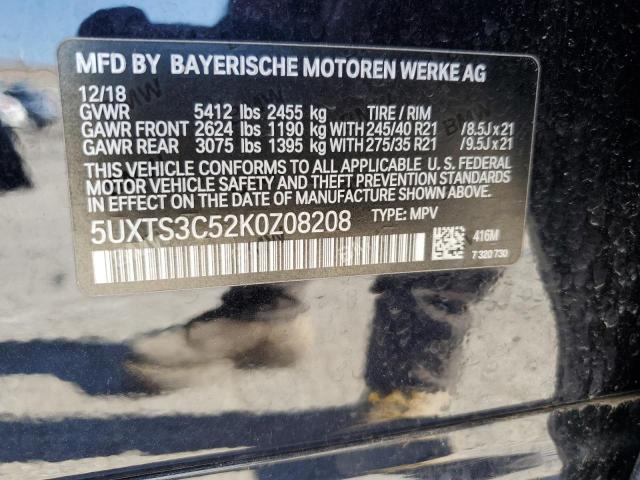 MFD BY BAYERISCHE MOTOREN WERKE AG
12/18
GVWR 5412 lbs 2455 kg TIRE / RIM
GAWR FRONT 2624 lbs 1190 kg WITH 245/40 R21 /8.5J x 21
GAWR REAR 3075 lbs 1395 kg WITH 275/35 R21 /9.5J x 21
THIS VEHICLE CONFORMS TO ALL APPLICABLE U. S. FEDERAL
MOTOR VEHICLE SAFETY AND THEFT PREVENTION STANDARDS
IN EFFECT ON THE DATE OF MANUFACTURE SHOWN ABOVE.
5UXTS3C52K0Z08208 TYPE: MPV
416M
7 320 730